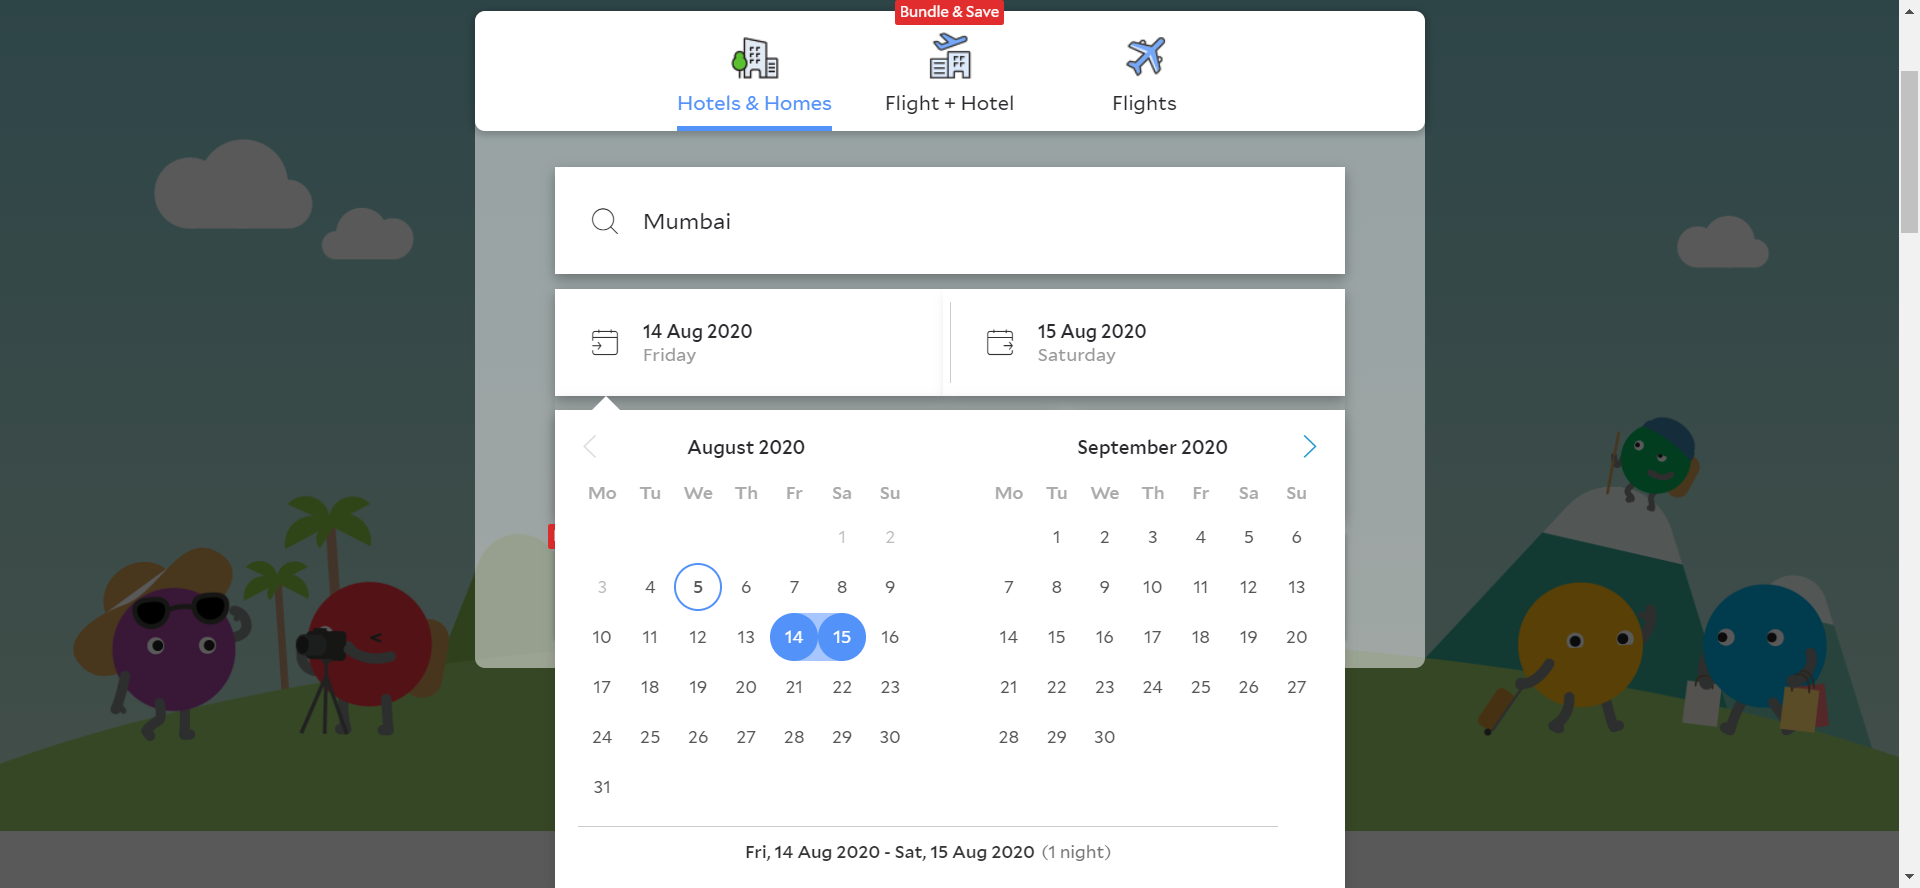 Bundle & Save
Hotels & Homes Flight + Hotel Flights
Mumbai
14 Aug 2020 15 Aug 2020
Friday Saturday
August 2020 September 2020
Mo Tu We Th Fr Sa Su Mo Tu We Th Fr Sa Su
1 2 1 2 3 4 5 6
3 4 5 6 7 8 9 7 8 9 10 11 12 13
10 11 12 13 14 15 16 14 15 16 17 18 19 20
17 18 19 20 21 22 23 21 22 23 24 25 26 27
24 25 26 27 28 29 30 28 29 30
31
Fri, 14 Aug 2020 - Sat, 15 Aug 2020 (1 night)